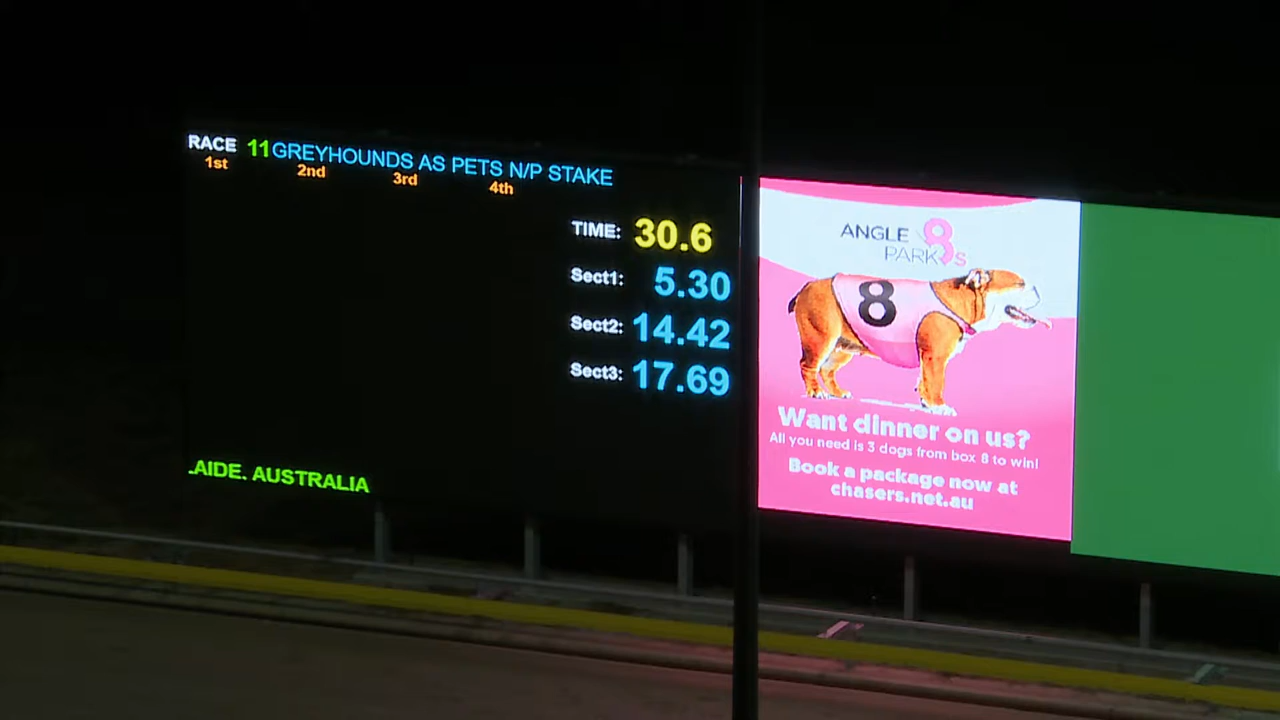 RACE 11 GREYHOUNDS AS PETS N/P STAKE
1st 2nd 3rd 4th
TIME: 30.6
Sect1: 5.30
Sect2: 14.42
Sect3: 17.69
.AIDE. AUSTRALIA
ANGLE
PARK 8s
8
Want dinner on us?
All you need is 3 dogs from box 8 to win!
Book a package now at
chasers.net.au